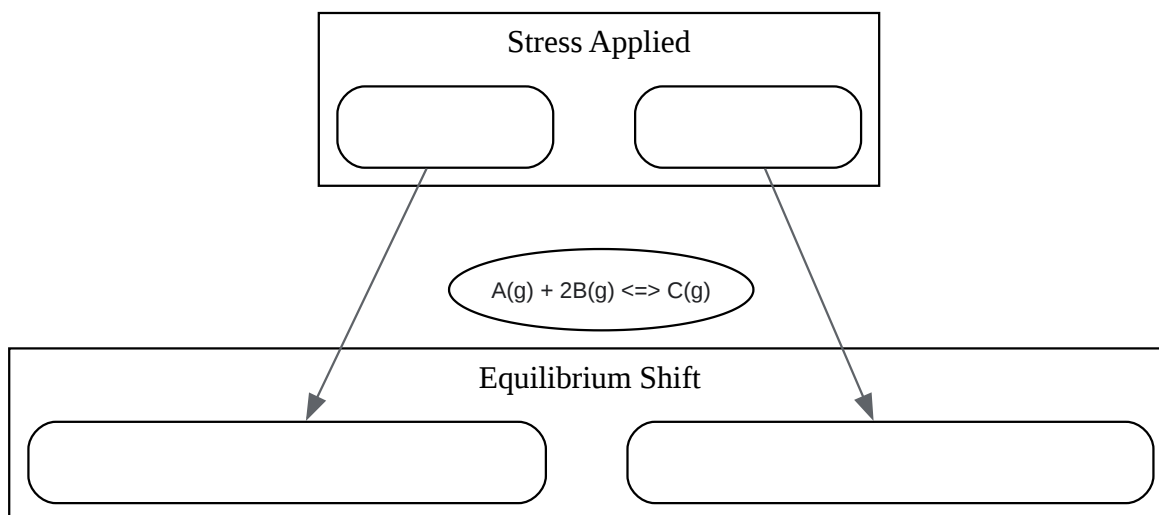 Stress Applied
A(g) + 2B(g) <=> C(g)
Equilibrium Shift